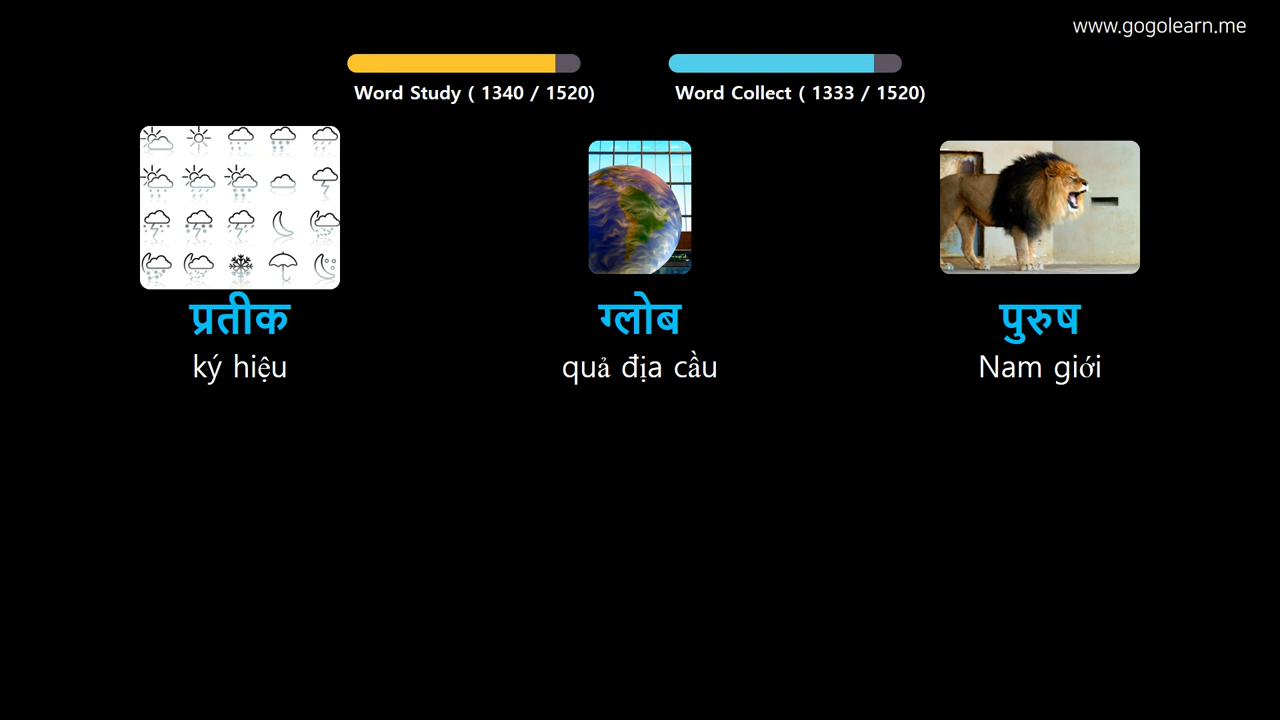 www.gogolearn.me
Word Study ( 1340 / 1520)
Word Collect ( 1333 / 1520)
प्रतीक
ký hiệu
ग्लोब
quả địa cầu
पुरुष
Nam giới